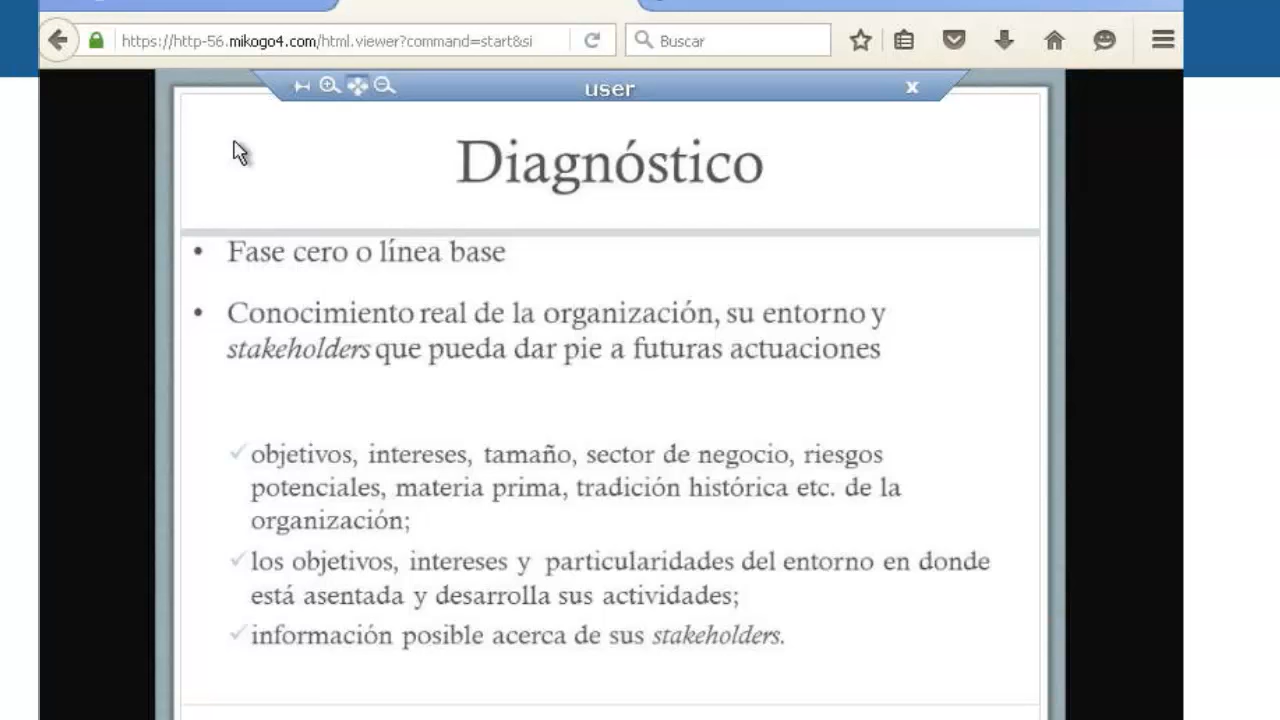 https://http-56.mikogo4.com/html.viewer?command=start&si
Buscar
user
x
Diagnóstico
• Fase cero o línea base
• Conocimiento real de la organización, su entorno y
stakeholders que pueda dar pie a futuras actuaciones
✓ objetivos, intereses, tamaño, sector de negocio, riesgos
potenciales, materia prima, tradición histórica etc. de la
organización;
✓ los objetivos, intereses y particularidades del entorno en donde
está asentada y desarrolla sus actividades;
✓ información posible acerca de sus stakeholders.